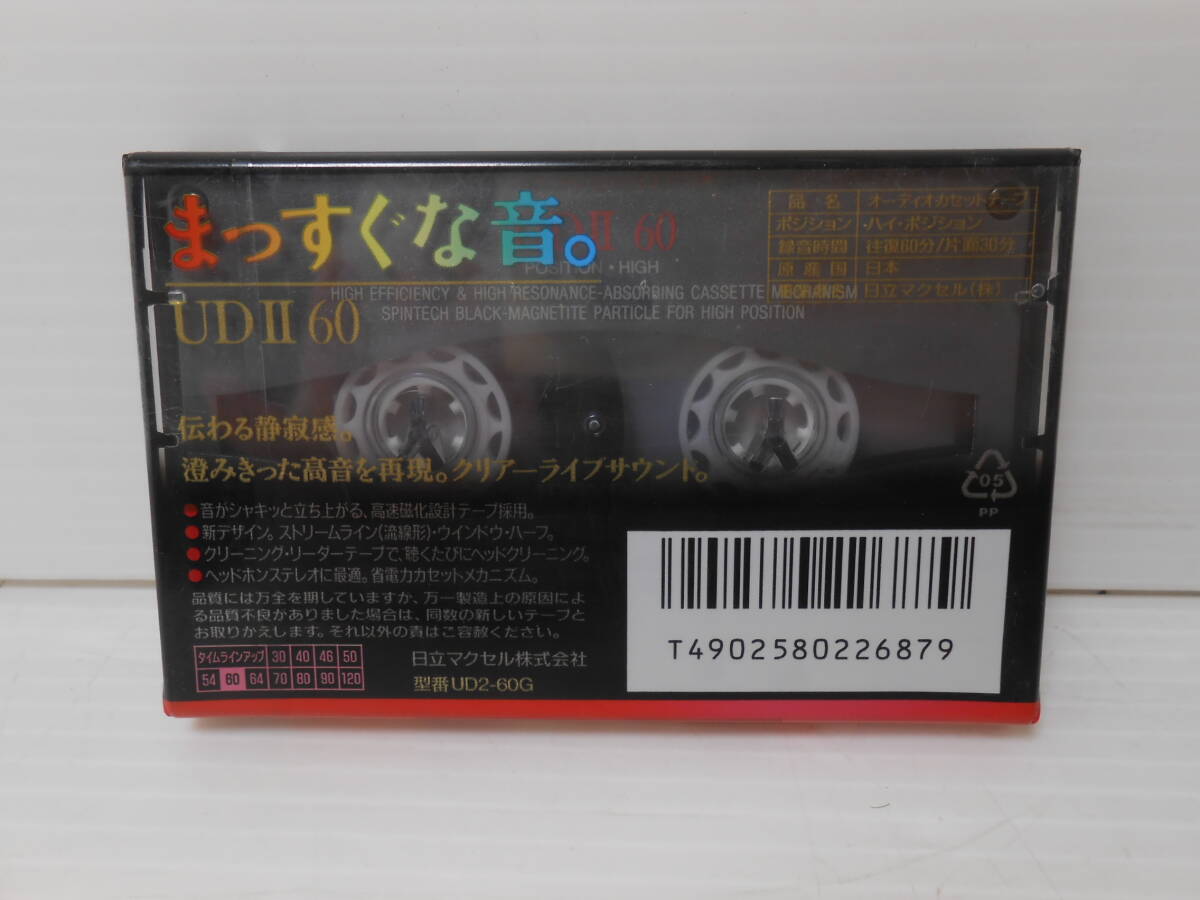 まっすぐな音。
UDⅡ 60
Ⅱ 60
POSITION・HIGH
HIGH EFFICIENCY & HIGH RESONANCE-ABSORBING CASSETTE MECHANISM
SPINTECH BLACK-MAGNETITE PARTICLE FOR HIGH POSITION
品名 オーディオカセットテープ
ポジション ハイ・ポジション
録音時間 往復60分/片面30分
原産国 日本
日立マクセル(株)
伝わる静寂感。
澄みきった高音を再現。クリアーライブサウンド。
●音がシャキッと立ち上がる、高速磁化設計テープ採用。
●新デザイン。ストリームライン(流線形)・ウインドウ・ハーフ。
●クリーニング・リーダーテープで、聴くたびにヘッドクリーニング。
●ヘッドホンステレオに最適。省電力カセットメカニズム。
品質には万全を期していますが、万一製造上の原因によ
る品質不良がありました場合は、同数の新しいテープと
お取りかえします。それ以外の責はご容赦ください。
タイムラインアップ 30 40 46 50
54 60 64 70 80 90 120
日立マクセル株式会社
型番UD2-60G
05
PP
T4902580226879